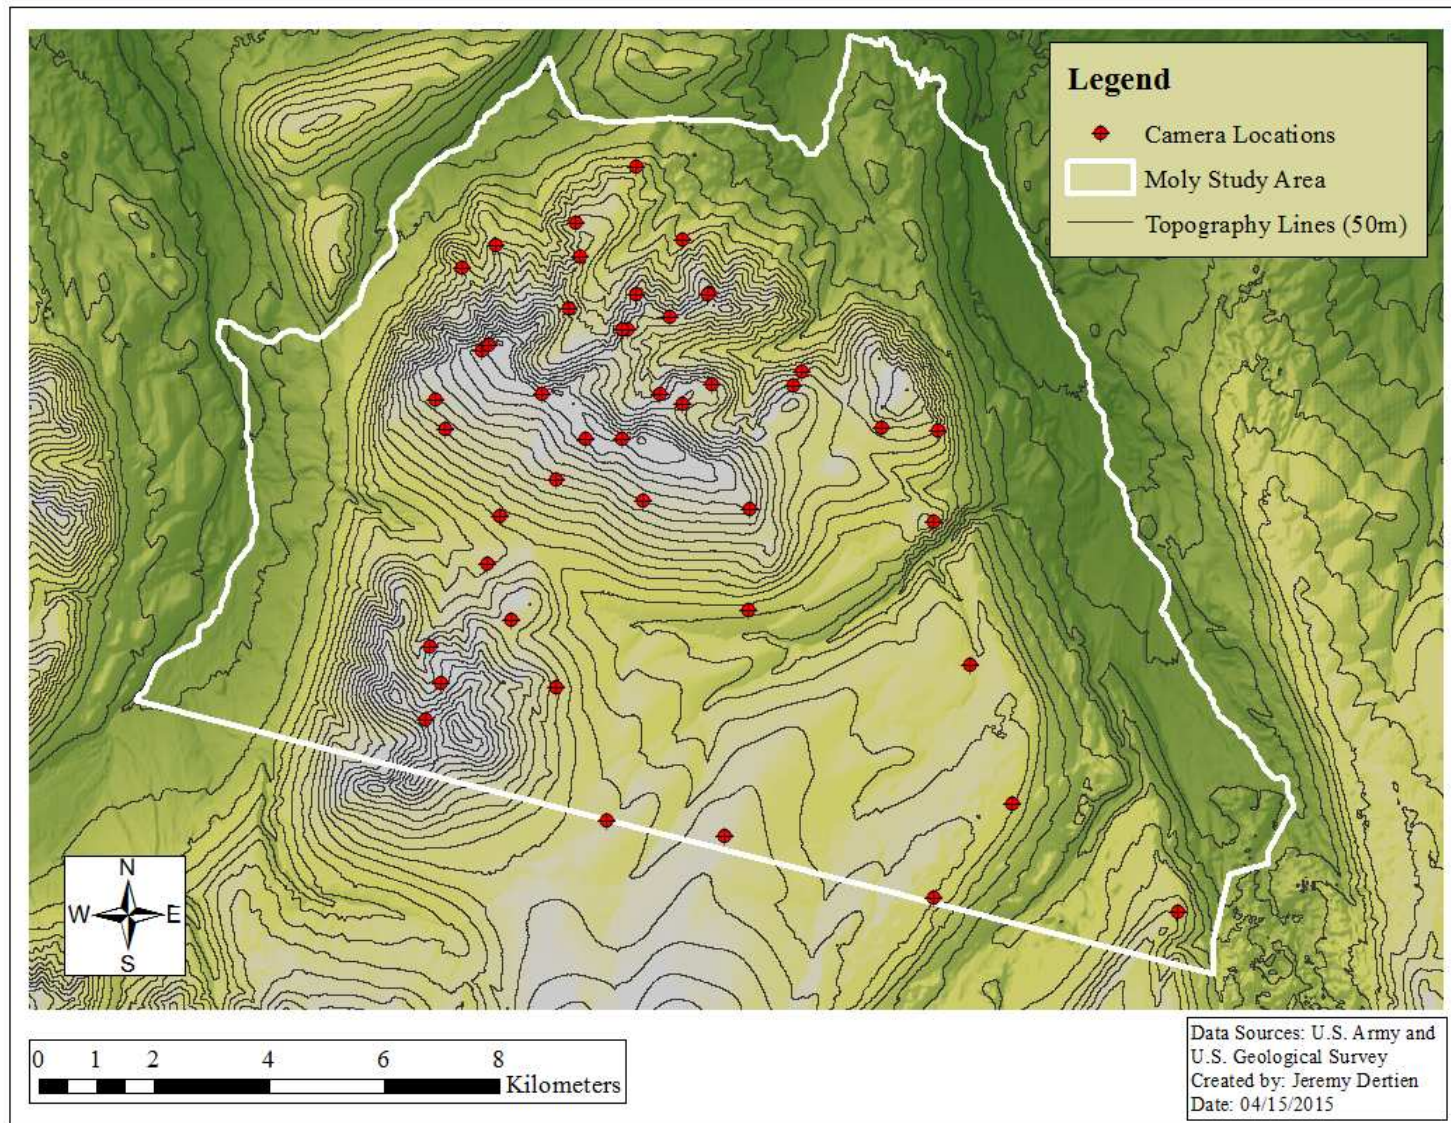 Legend
Camera Locations
Moly Study Area
Topography Lines (50m)
N
W E
S
0 1 2 4 6 8
Kilometers
Data Sources: U.S. Army and
U.S. Geological Survey
Created by: Jeremy Dertien
Date: 04/15/2015